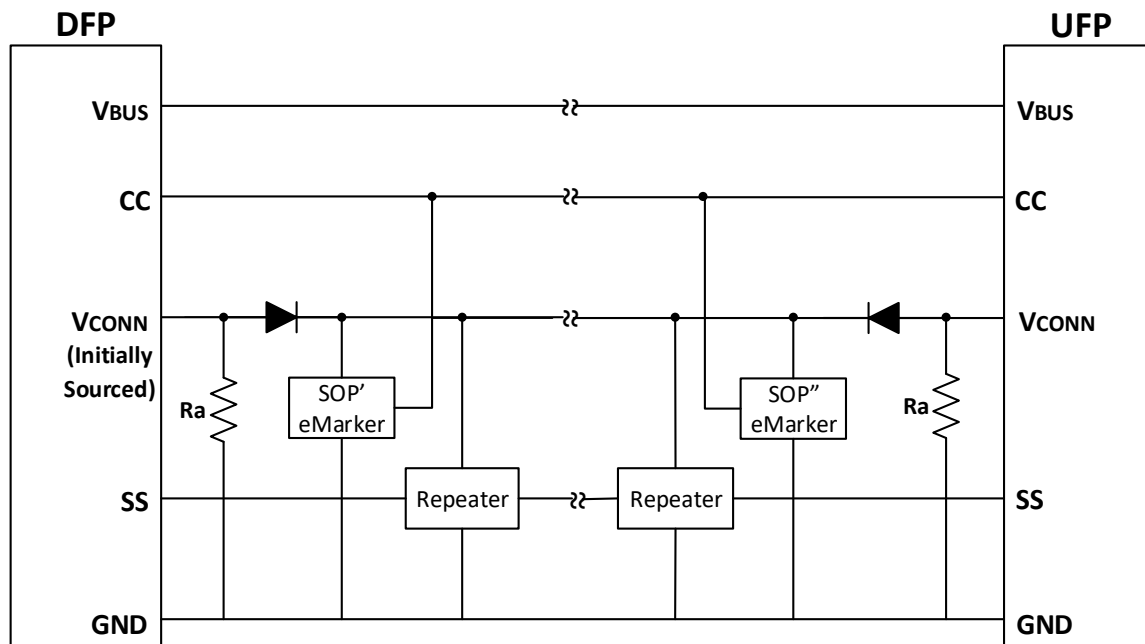 DFP
UFP
VBUS
VBUS
CC
CC
VCONN
(Initially
Sourced)
VCONN
Ra
SOP'
eMarker
SOP”
eMarker
Ra
SS
Repeater
Repeater
SS
GND
GND